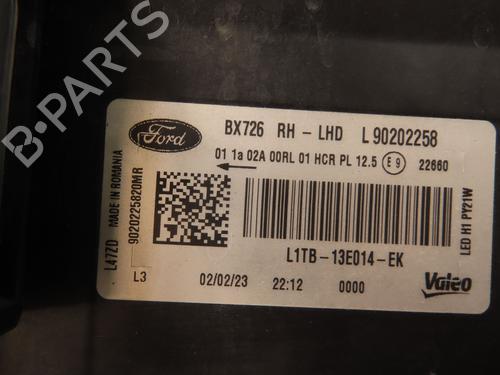 B-PARTS
Ford
BX726 RH-LHD L 90202258
01 1a 02A 00RL 01 HCR PL 12.5 E9 22660
L47ZD MADE IN ROMANIA
9020225820MR
LED H1 PY21W
L1TB-13E014-EK
L3 02/02/23 22:12 0000 Valeo